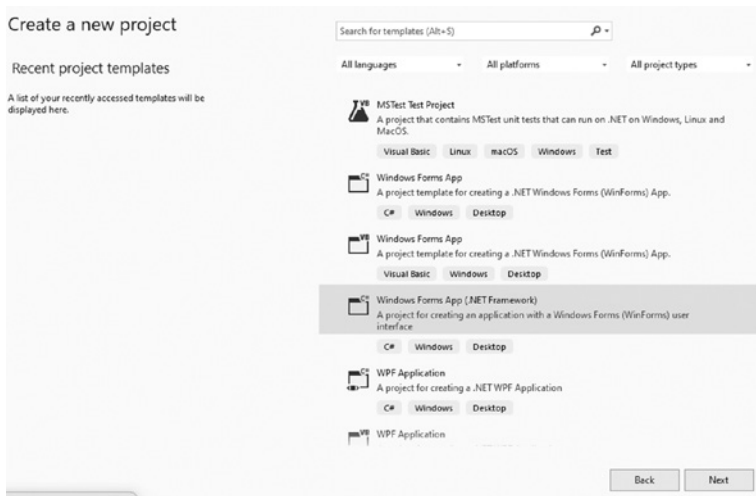 Create a new project
Search for templates (Alt+S)
Recent project templates
All languages
All platforms
All project types
A list of your recently accessed templates will be
displayed here.
VB
MSTest Test Project
A project that contains MSTest unit tests that can run on .NET on Windows, Linux and
MacOS.
Visual Basic Linux macOS Windows Test
C#
Windows Forms App
A project template for creating a .NET Windows Forms (WinForms) App.
C# Windows Desktop
VB
Windows Forms App
A project template for creating a .NET Windows Forms (WinForms) App.
Visual Basic Windows Desktop
C#
Windows Forms App (.NET Framework)
A project for creating an application with a Windows Forms (WinForms) user
interface
C# Windows Desktop
C#
WPF Application
A project for creating a .NET WPF Application
C# Windows Desktop
VB
WPF Application
Back
Next